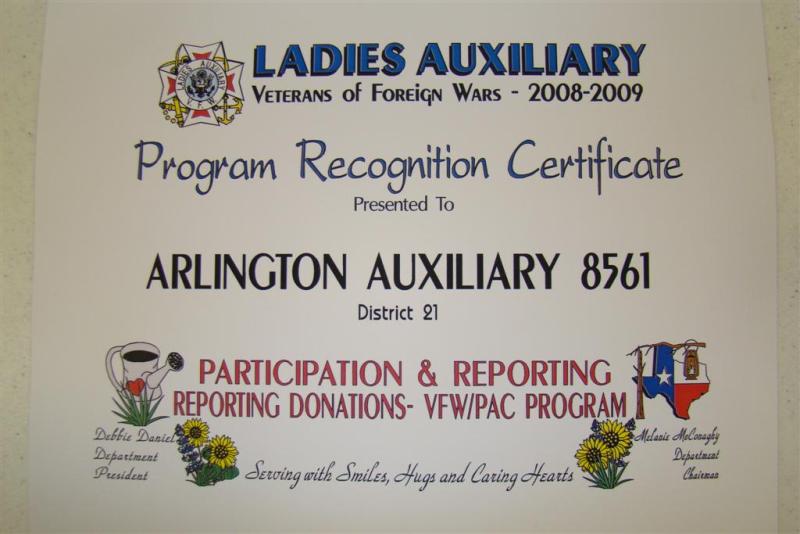 LADIES AUXILIARY
VETERANS OF FOREIGN WARS - 2008-2009
LADIES AUXILIARY
V.F.W.
Program Recognition Certificate
Presented To
ARLINGTON AUXILIARY 8561
District 21
PARTICIPATION & REPORTING
REPORTING DONATIONS- VFW/PAC PROGRAM
Debbie Daniel
Department
President
Melanie McConaghy
Department
Chairman
Serving with Smiles, Hugs and Caring Hearts